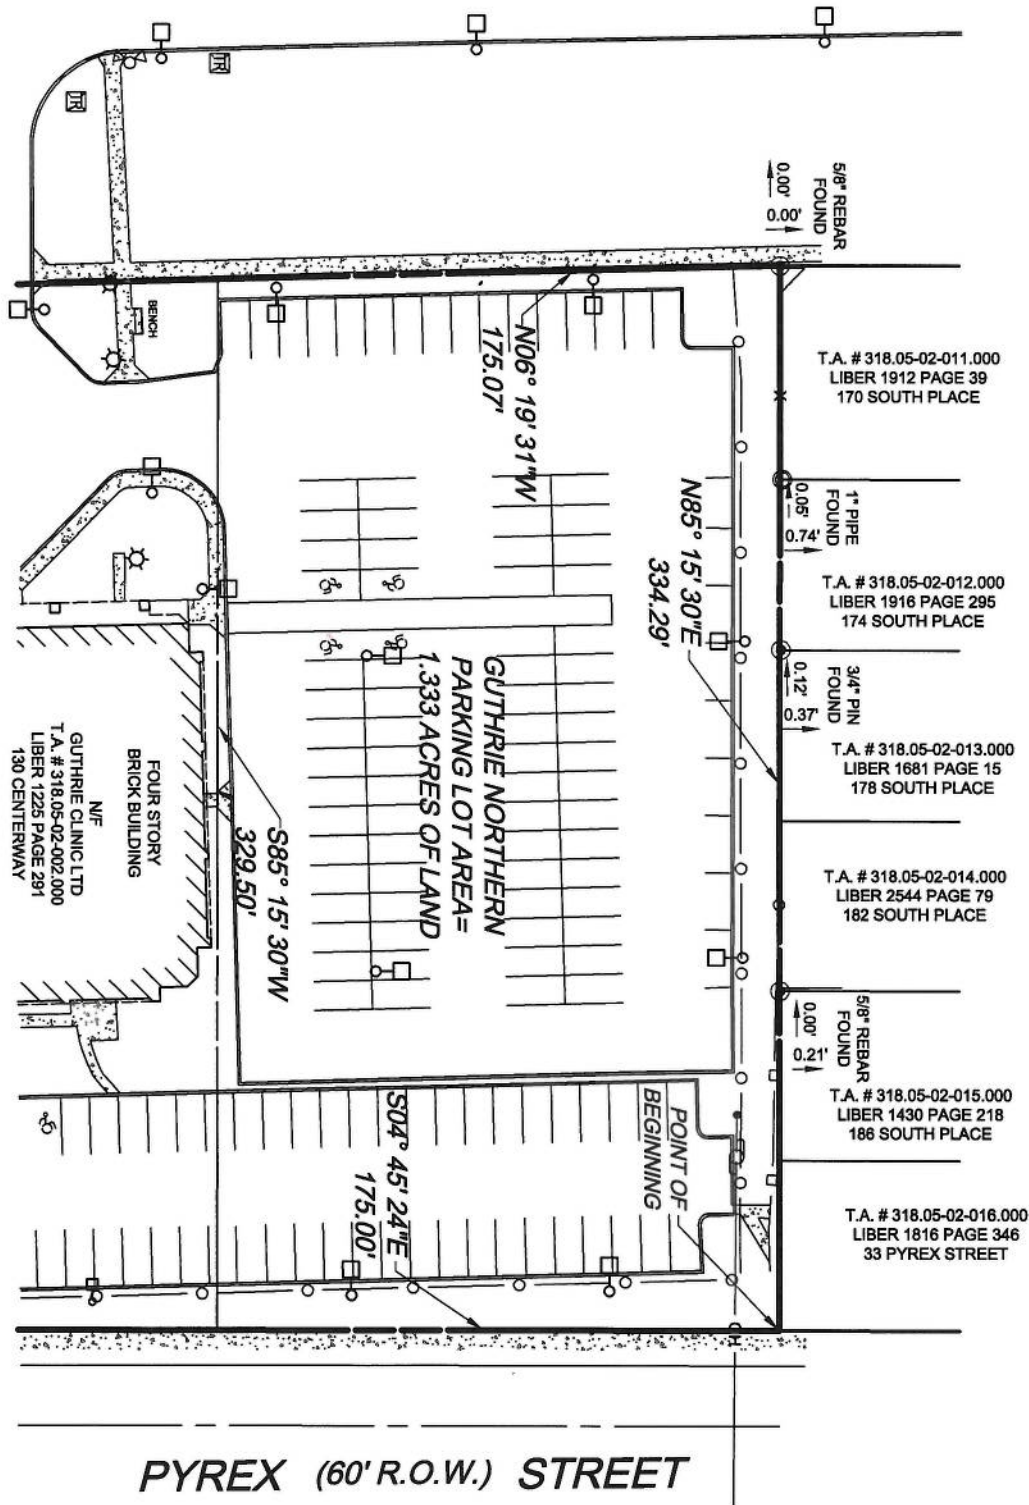 5/8" REBAR
FOUND
0.00'
0.00'
T.A. # 318.05-02-011.000
LIBER 1912 PAGE 39
170 SOUTH PLACE
1" PIPE
FOUND
0.05'
0.74'
T.A. # 318.05-02-012.000
LIBER 1916 PAGE 295
174 SOUTH PLACE
3/4" PIN
FOUND
0.12'
0.37'
T.A. # 318.05-02-013.000
LIBER 1681 PAGE 15
178 SOUTH PLACE
T.A. # 318.05-02-014.000
LIBER 2544 PAGE 79
182 SOUTH PLACE
5/8" REBAR
FOUND
0.00'
0.21'
T.A. # 318.05-02-015.000
LIBER 1430 PAGE 218
186 SOUTH PLACE
T.A. # 318.05-02-016.000
LIBER 1816 PAGE 346
33 PYREX STREET
TR
TR
BENCH
N06° 19' 31"W
175.07'
N85° 15' 30"E
334.29'
GUTHRIE NORTHERN
PARKING LOT AREA=
1.333 ACRES OF LAND
S85° 15' 30"W
329.50'
FOUR STORY
BRICK BUILDING
N/F
GUTHRIE CLINIC LTD
T.A. # 318.05-02-002.000
LIBER 1225 PAGE 291
130 CENTERWAY
POINT OF
BEGINNING
S04° 45' 24"E
175.00'
PYREX (60' R.O.W.) STREET